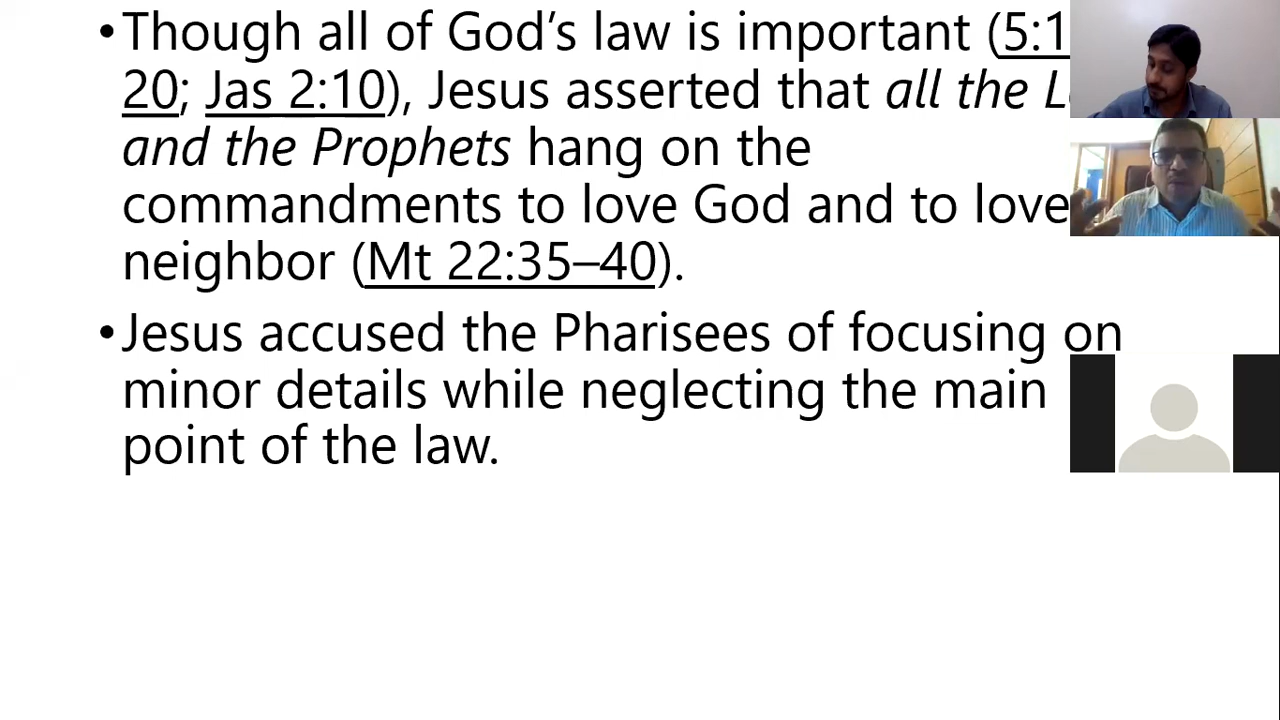 •Though all of God’s law is important (5:1
20; Jas 2:10), Jesus asserted that all the
and the Prophets hang on the
commandments to love God and to love
neighbor (Mt 22:35–40).
•Jesus accused the Pharisees of focusing on
minor details while neglecting the main
point of the law.